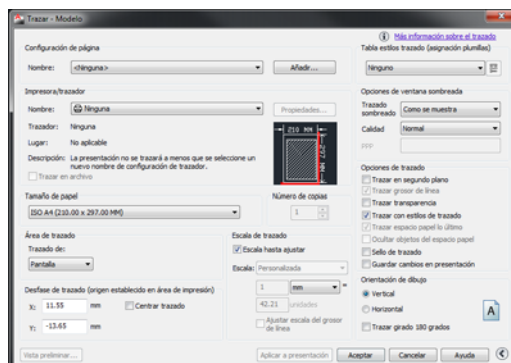 Trazar - Modelo
Más información sobre el trazado
Configuración de página
Nombre: <Ninguna> Añadir...
Tabla estilos trazado (asignación plumillas)
Ninguno
Impresora/trazador
Nombre: Ninguna Propiedades...
Trazador: Ninguna
Lugar: No aplicable
Descripción: La presentación no se trazará a menos que se seleccione un
nuevo nombre de configuración de trazador.
Trazar en archivo
210 MM
297 MM
Opciones de ventana sombreada
Trazado
sombreado Como se muestra
Calidad Normal
PPP
Tamaño de papel
ISO A4 (210.00 x 297.00 MM)
Número de copias
1
Opciones de trazado
Trazar en segundo plano
Trazar grosor de línea
Trazar transparencia
Trazar con estilos de trazado
Trazar espacio papel lo último
Ocultar objetos del espacio papel
Sello de trazado
Guardar cambios en presentación
Área de trazado
Trazado de:
Pantalla
Escala de trazado
Escala hasta ajustar
Escala: Personalizada
1 mm =
42.21 unidades
Ajustar escala del grosor
de línea
Desfase de trazado (origen establecido en área de impresión)
X: 11.55 mm Centrar trazado
Y: -13.65 mm
Orientación de dibujo
Vertical
Horizontal
Trazar girado 180 grados
A
Vista preliminar... Aplicar a presentación Aceptar Cancelar Ayuda